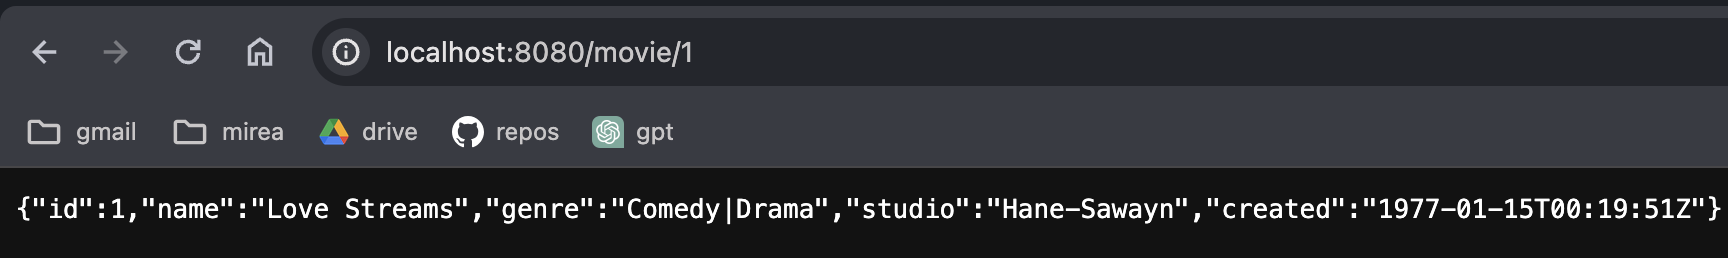 localhost:8080/movie/1
gmail mirea drive repos gpt
{"id":1,"name":"Love Streams","genre":"Comedy|Drama","studio":"Hane-Sawayn","created":"1977-01-15T00:19:51Z"}